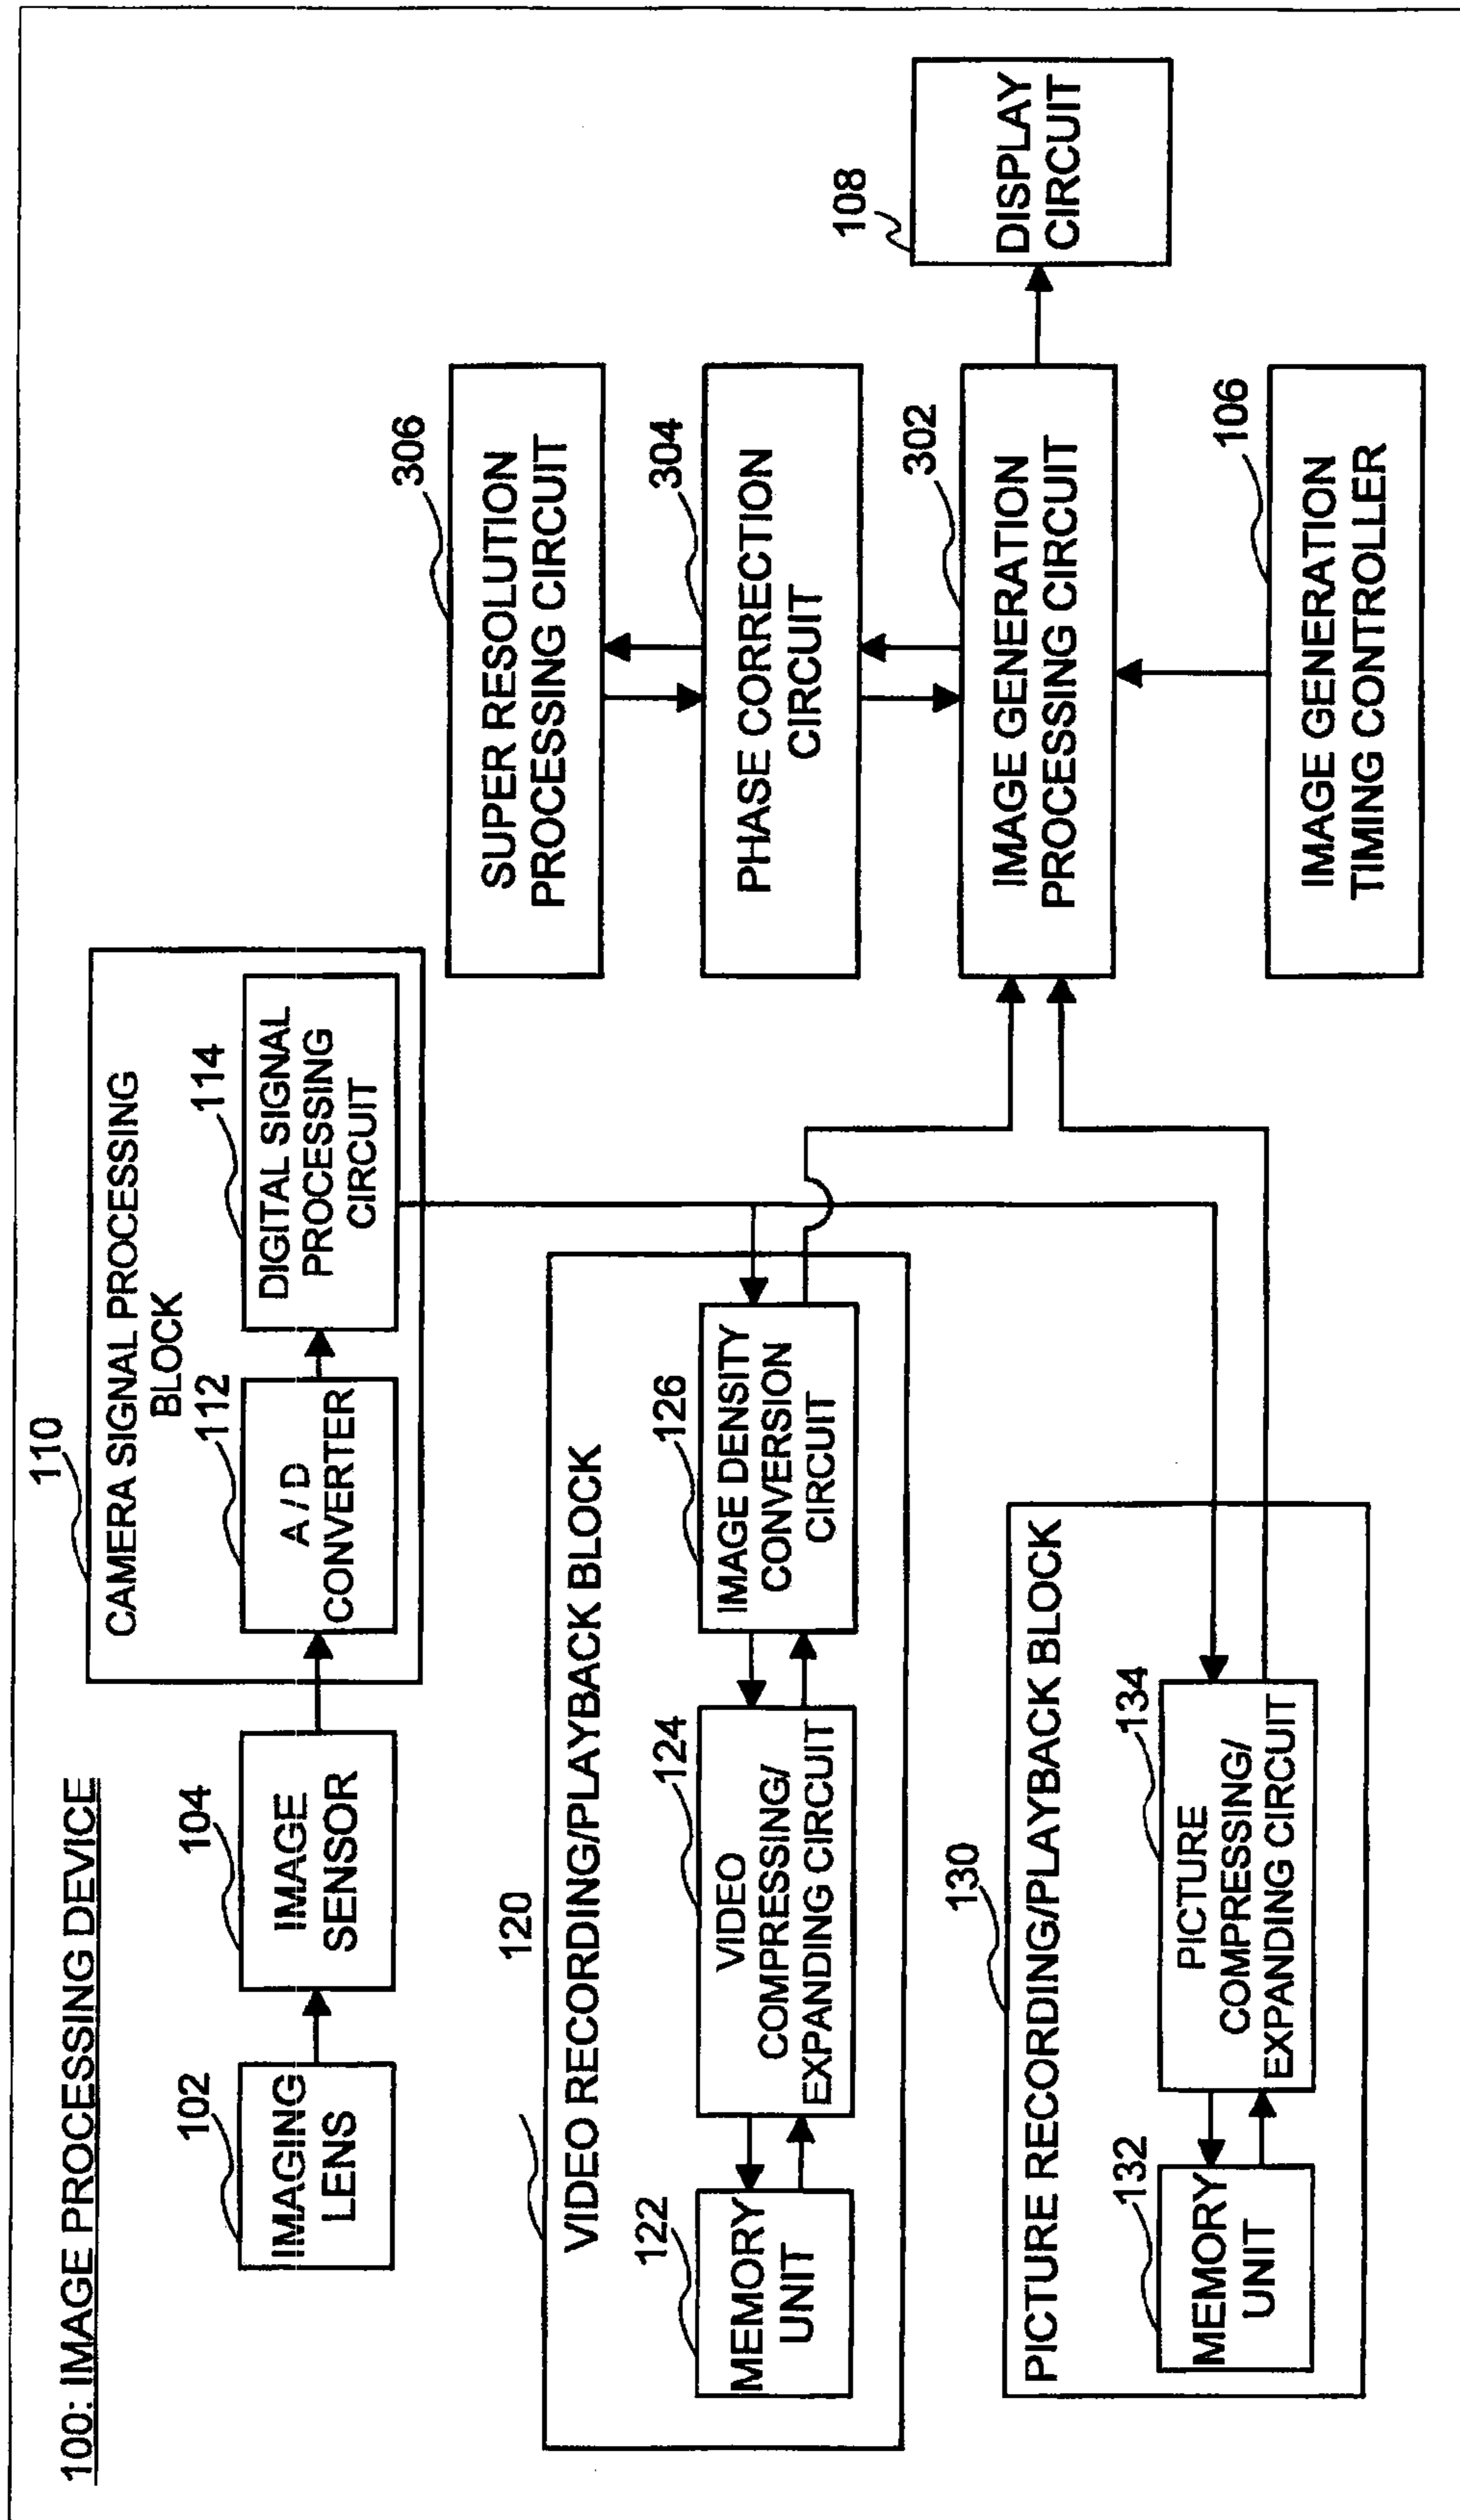 100: IMAGE PROCESSING DEVICE
110
CAMERA SIGNAL PROCESSING
BLOCK
102
IMAGING
LENS
104
IMAGE
SENSOR
112
A / D
CONVERTER
114
DIGITAL SIGNAL
PROCESSING
CIRCUIT
120
VIDEO RECORDING/PLAYBACK BLOCK
122
MEMORY
UNIT
124
VIDEO
COMPRESSING/
EXPANDING CIRCUIT
126
IMAGE DENSITY
CONVERSION
CIRCUIT
130
PICTURE RECORDING/PLAYBACK BLOCK
132
MEMORY
UNIT
134
PICTURE
COMPRESSING/
EXPANDING CIRCUIT
306
SUPER RESOLUTION
PROCESSING CIRCUIT
304
PHASE CORRECTION
CIRCUIT
302
IMAGE GENERATION
PROCESSING CIRCUIT
106
IMAGE GENERATION
TIMING CONTROLLER
108
DISPLAY
CIRCUIT